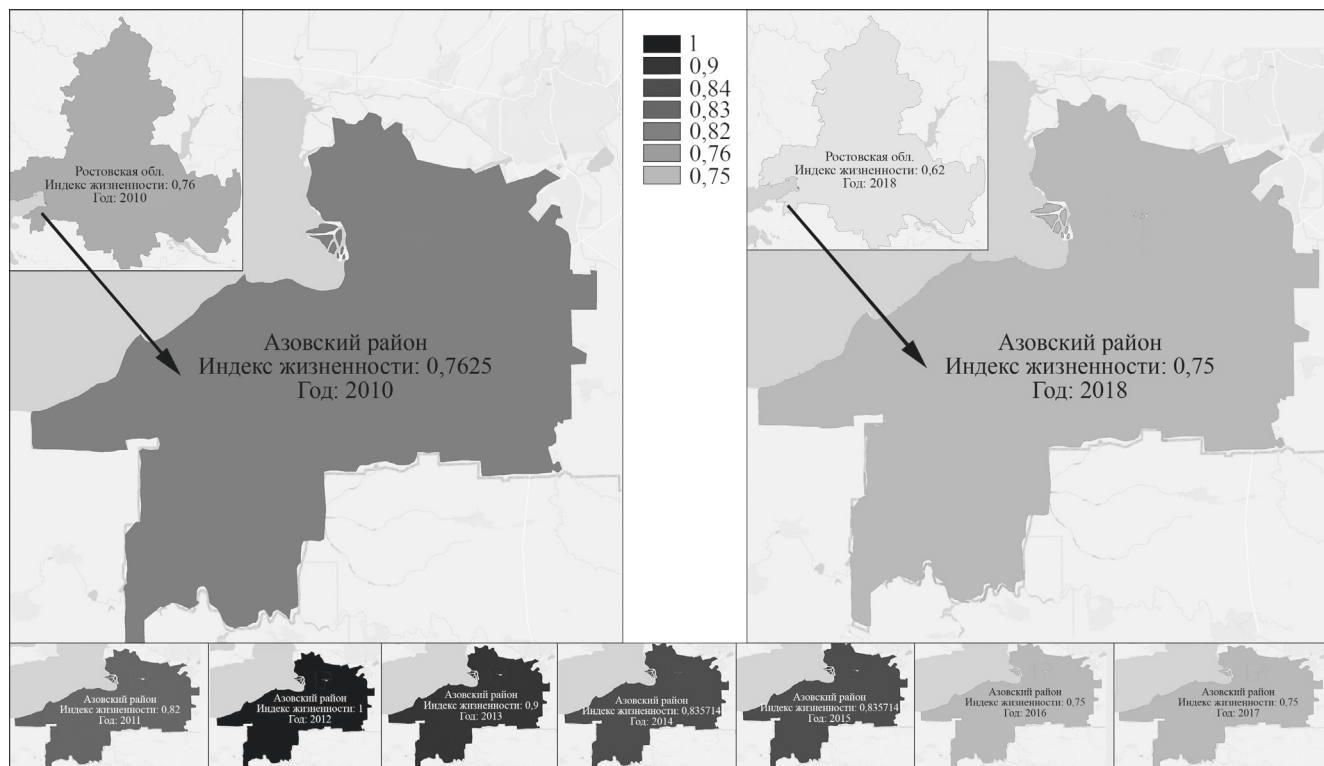 Ростовская обл.
Индекс жизненности: 0,76
Год: 2010
Азовский район
Индекс жизненности: 0,7625
Год: 2010
1
0,9
0,84
0,83
0,82
0,76
0,75
Ростовская обл.
Индекс жизненности: 0,62
Год: 2018
Азовский район
Индекс жизненности: 0,75
Год: 2018
Азовский район
Индекс жизненности: 0,82
Год: 2011
Азовский район
Индекс жизненности: 1
Год: 2012
Азовский район
Индекс жизненности: 0,9
Год: 2013
Азовский район
Индекс жизненности: 0,835714
Год: 2014
Азовский район
Индекс жизненности: 0,835714
Год: 2015
Азовский район
Индекс жизненности: 0,75
Год: 2016
Азовский район
Индекс жизненности: 0,75
Год: 2017